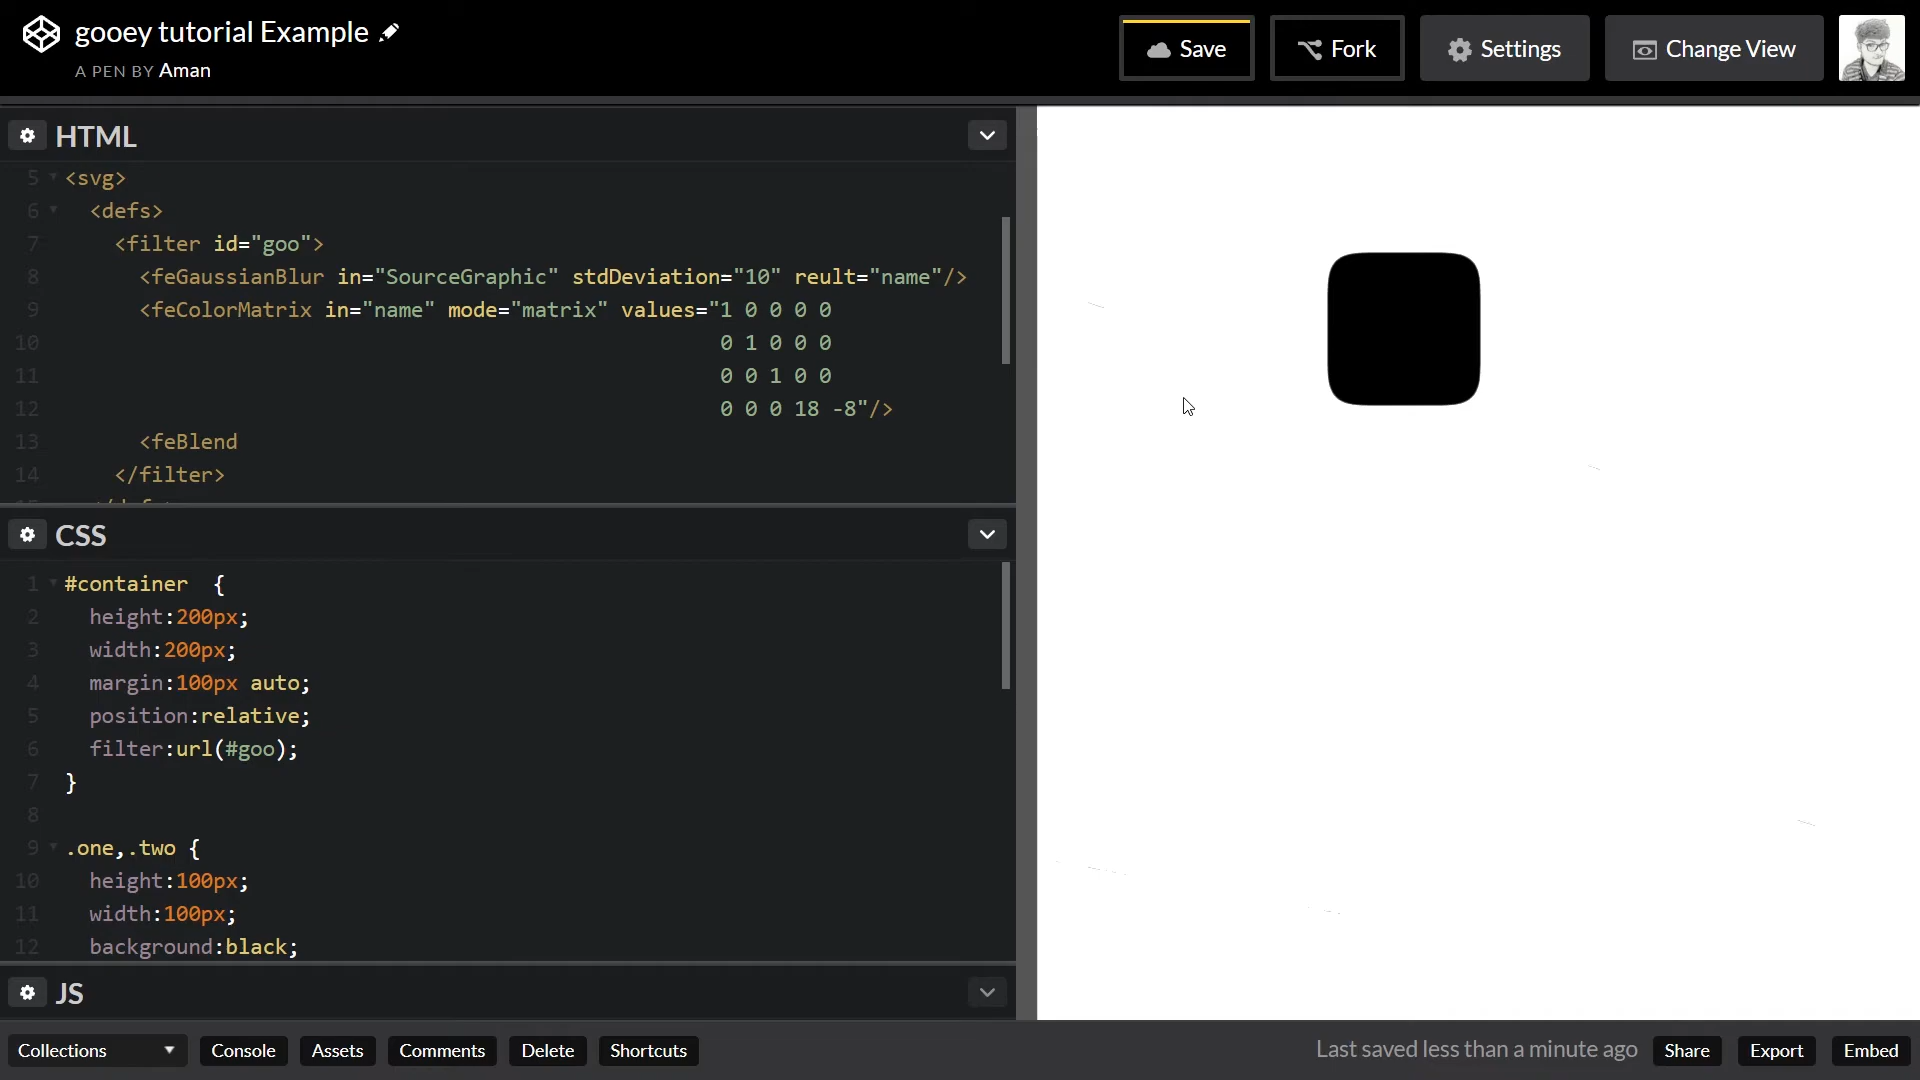 gooey tutorial Example
A PEN BY Aman
Save
Fork
Settings
Change View
HTML
5 <svg>
6 <defs>
7 <filter id="goo">
8 <feGaussianBlur in="SourceGraphic" stdDeviation="10" reult="name"/>
9 <feColorMatrix in="name" mode="matrix" values="1 0 0 0 0
10 0 1 0 0 0
11 0 0 1 0 0
12 0 0 0 18 -8"/>
13 <feBlend
14 </filter>
CSS
1 #container {
2 height:200px;
3 width:200px;
4 margin:100px auto;
5 position:relative;
6 filter:url(#goo);
7 }
8
9 .one,.two {
10 height:100px;
11 width:100px;
12 background:black;
JS
Collections
Console
Assets
Comments
Delete
Shortcuts
Last saved less than a minute ago
Share
Export
Embed